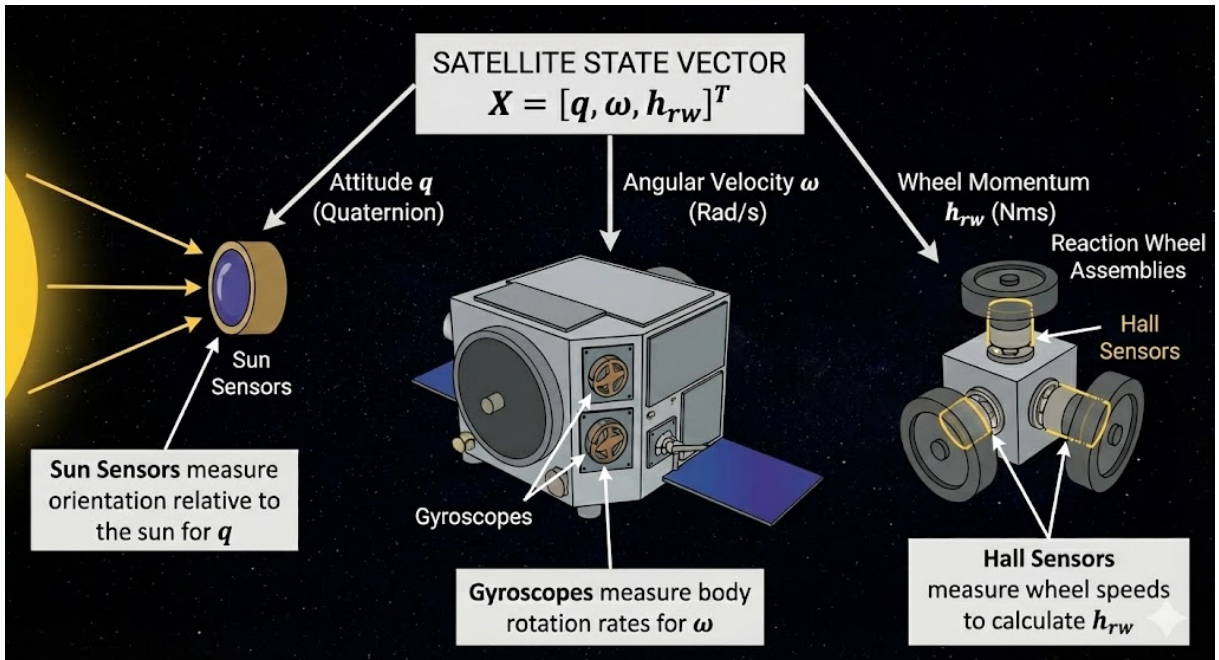 SATELLITE STATE VECTOR
X = [q, ω, h_rw]^T
Attitude q
(Quaternion)
Angular Velocity ω
(Rad/s)
Wheel Momentum
h_rw (Nms)
Reaction Wheel
Assemblies
Hall
Sensors
Sun
Sensors
Sun Sensors measure
orientation relative to
the sun for q
Gyroscopes
Gyroscopes measure body
rotation rates for ω
Hall Sensors
measure wheel speeds
to calculate h_rw